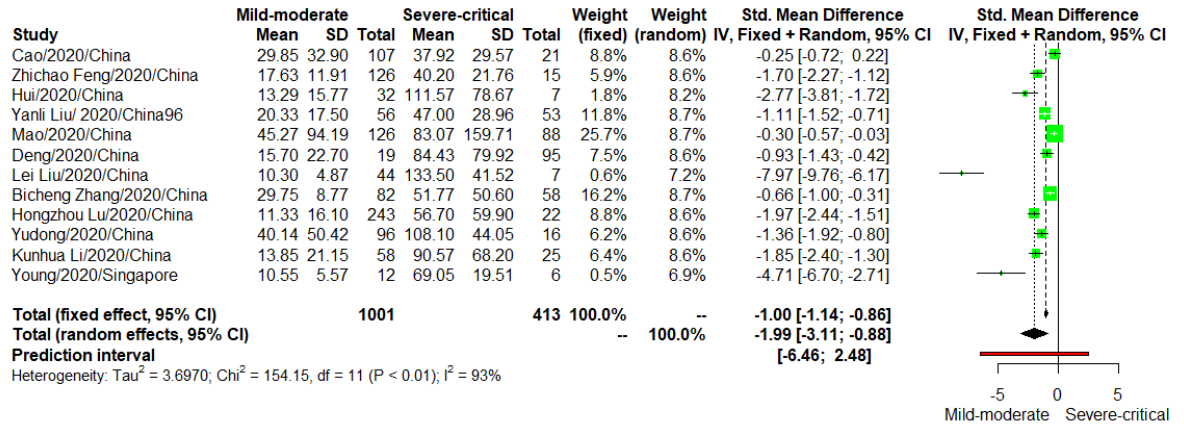 Mild-moderate Severe-critical Weight Weight Std. Mean Difference Std. Mean Difference
Study Mean SD Total Mean SD Total (fixed) (random) IV, Fixed + Random, 95% CI IV, Fixed + Random, 95% CI
Cao/2020/China 29.85 32.90 107 37.92 29.57 21 8.8% 8.6% -0.25 [-0.72; 0.22]
Zhichao Feng/2020/China 17.63 11.91 126 40.20 21.76 15 5.9% 8.6% -1.70 [-2.27; -1.12]
Hui/2020/China 13.29 15.77 32 111.57 78.67 7 1.8% 8.2% -2.77 [-3.81; -1.72]
Yanli Liu/ 2020/China96 20.33 17.50 56 47.00 28.96 53 11.8% 8.7% -1.11 [-1.52; -0.71]
Mao/2020/China 45.27 94.19 126 83.07 159.71 88 25.7% 8.7% -0.30 [-0.57; -0.03]
Deng/2020/China 15.70 22.70 19 84.43 79.92 95 7.5% 8.6% -0.93 [-1.43; -0.42]
Lei Liu/2020/China 10.30 4.87 44 133.50 41.52 7 0.6% 7.2% -7.97 [-9.76; -6.17]
Bicheng Zhang/2020/China 29.75 8.77 82 51.77 50.60 58 16.2% 8.7% -0.66 [-1.00; -0.31]
Hongzhou Lu/2020/China 11.33 16.10 243 56.70 59.90 22 8.8% 8.6% -1.97 [-2.44; -1.51]
Yudong/2020/China 40.14 50.42 96 108.10 44.05 16 6.2% 8.6% -1.36 [-1.92; -0.80]
Kunhua Li/2020/China 13.85 21.15 58 90.57 68.20 25 6.4% 8.6% -1.85 [-2.40; -1.30]
Young/2020/Singapore 10.55 5.57 12 69.05 19.51 6 0.5% 6.9% -4.71 [-6.70; -2.71]
Total (fixed effect, 95% CI) 1001 413 100.0% -- -1.00 [-1.14; -0.86]
Total (random effects, 95% CI) -- 100.0% -1.99 [-3.11; -0.88]
Prediction interval [-6.46; 2.48]
Heterogeneity: Tau² = 3.6970; Chi² = 154.15, df = 11 (P < 0.01); I² = 93%
-5 0 5
Mild-moderate Severe-critical